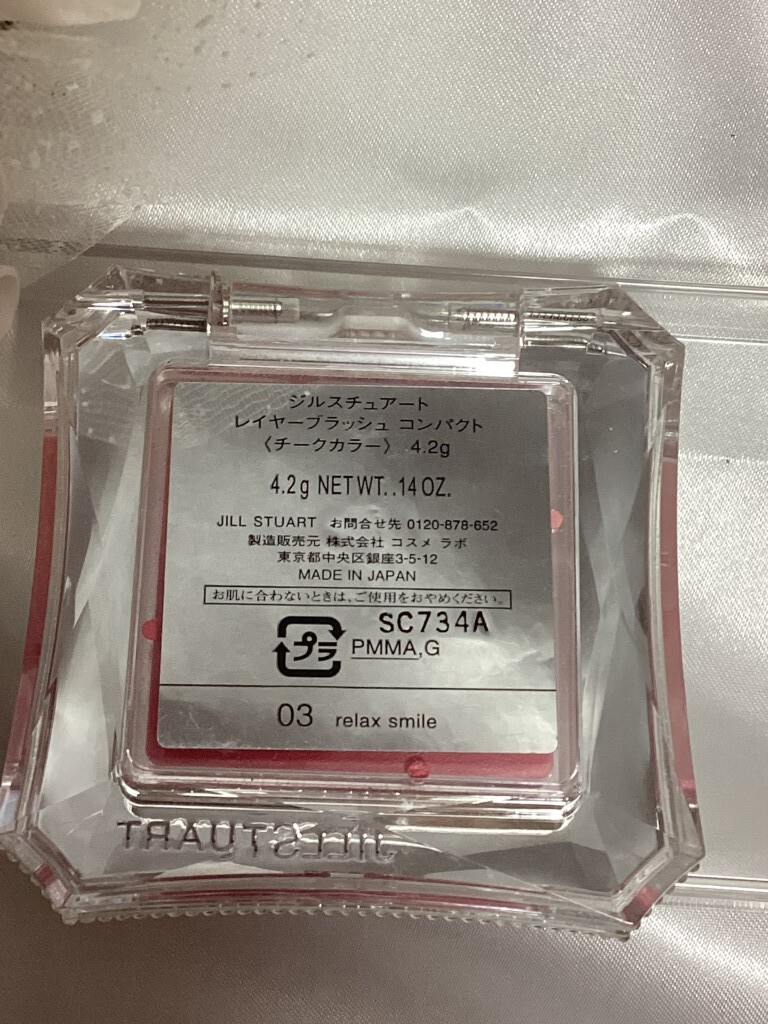 ジルスチュアート
レイヤーブラッシュ コンパクト
〈チークカラー〉 4.2g
4.2g NET WT. .14 OZ.
JILL STUART お問合せ先 0120-878-652
製造販売元 株式会社 コスメ ラボ
東京都中央区銀座3-5-12
MADE IN JAPAN
お肌に合わないときは、ご使用をおやめください。
SC734A
プラ PMMA,G
03 relax smile
JILLSTUART